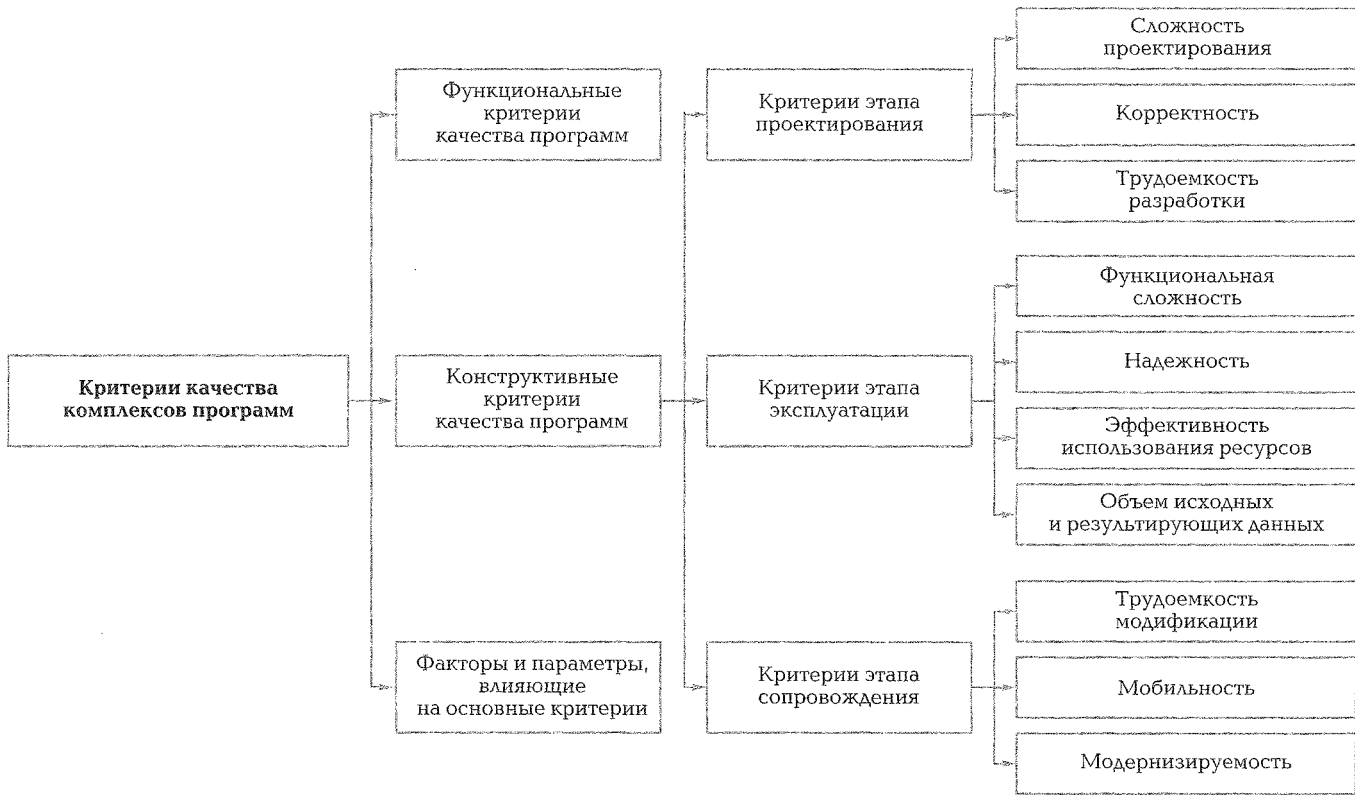 Критерии качества
комплексов программ
Функциональные
критерии
качества программ
Конструктивные
критерии
качества программ
Факторы и параметры,
влияющие
на основные критерии
Критерии этапа
проектирования
Критерии этапа
эксплуатации
Критерии этапа
сопровождения
Сложность
проектирования
Корректность
Трудоемкость
разработки
Функциональная
сложность
Надежность
Эффективность
использования ресурсов
Объем исходных
и результирующих данных
Трудоемкость
модификации
Мобильность
Модернизируемость